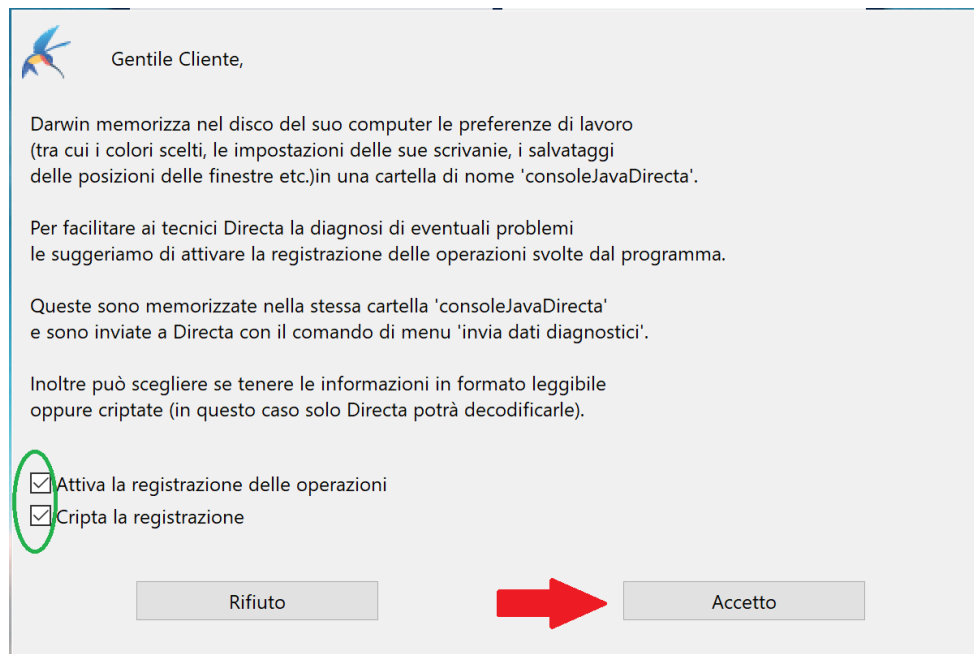 Gentile Cliente,
Darwin memorizza nel disco del suo computer le preferenze di lavoro
(tra cui i colori scelti, le impostazioni delle sue scrivanie, i salvataggi
delle posizioni delle finestre etc.)in una cartella di nome 'consoleJavaDirecta'.
Per facilitare ai tecnici Directa la diagnosi di eventuali problemi
le suggeriamo di attivare la registrazione delle operazioni svolte dal programma.
Queste sono memorizzate nella stessa cartella 'consoleJavaDirecta'
e sono inviate a Directa con il comando di menu 'invia dati diagnostici'.
Inoltre può scegliere se tenere le informazioni in formato leggibile
oppure criptate (in questo caso solo Directa potrà decodificarle).
Attiva la registrazione delle operazioni
Cripta la registrazione
Rifiuto
Accetto